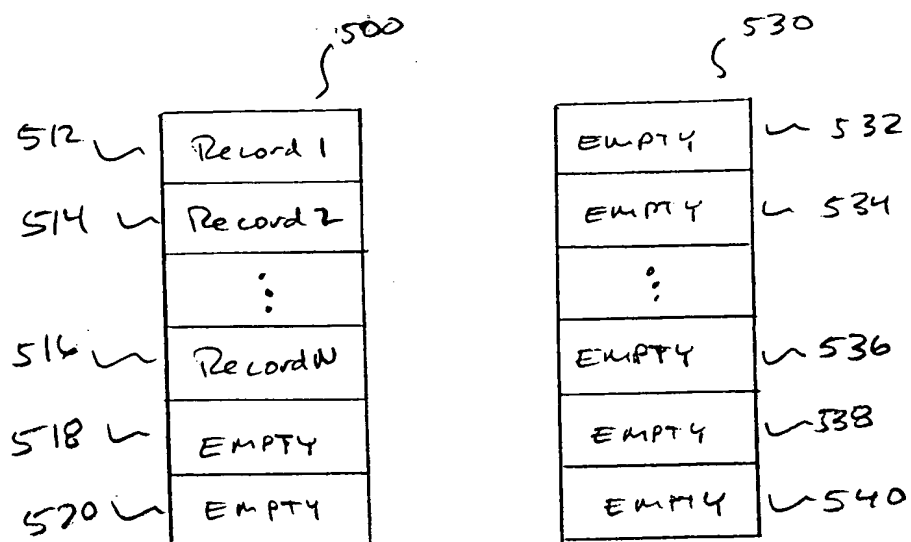 500
530
512 Record 1
EMPTY 532
514 Record 2
EMPTY 534
⋮
⋮
516 Record N
EMPTY 536
518 EMPTY
EMPTY 538
520 EMPTY
EMPTY 540